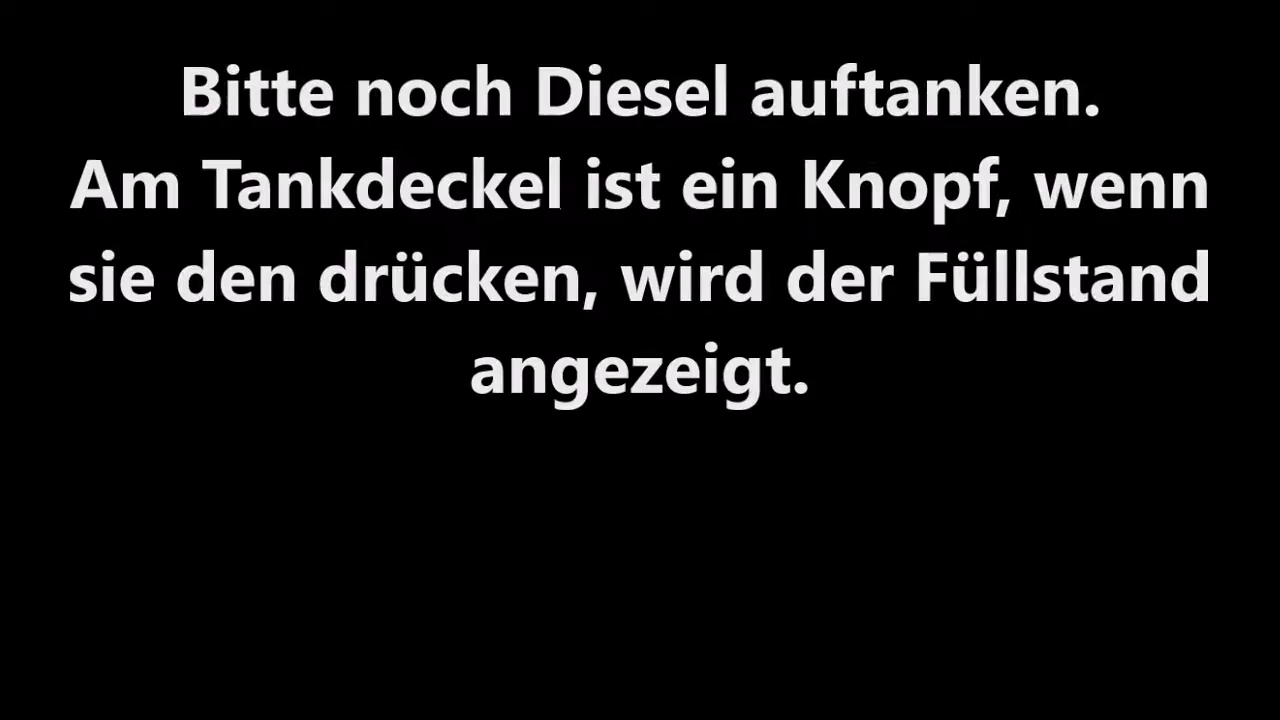 Bitte noch Diesel auftanken.
Am Tankdeckel ist ein Knopf, wenn
sie den drücken, wird der Füllstand
angezeigt.